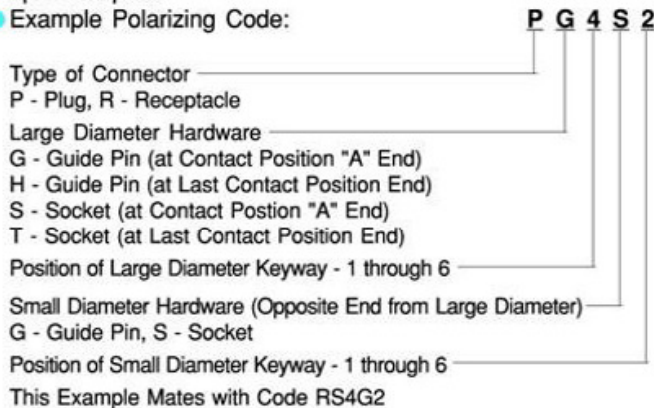 Example Polarizing Code: P G 4 S 2
Type of Connector
P - Plug, R - Receptacle
Large Diameter Hardware
G - Guide Pin (at Contact Position "A" End)
H - Guide Pin (at Last Contact Position End)
S - Socket (at Contact Postion "A" End)
T - Socket (at Last Contact Position End)
Position of Large Diameter Keyway - 1 through 6
Small Diameter Hardware (Opposite End from Large Diameter)
G - Guide Pin, S - Socket
Position of Small Diameter Keyway - 1 through 6
This Example Mates with Code RS4G2